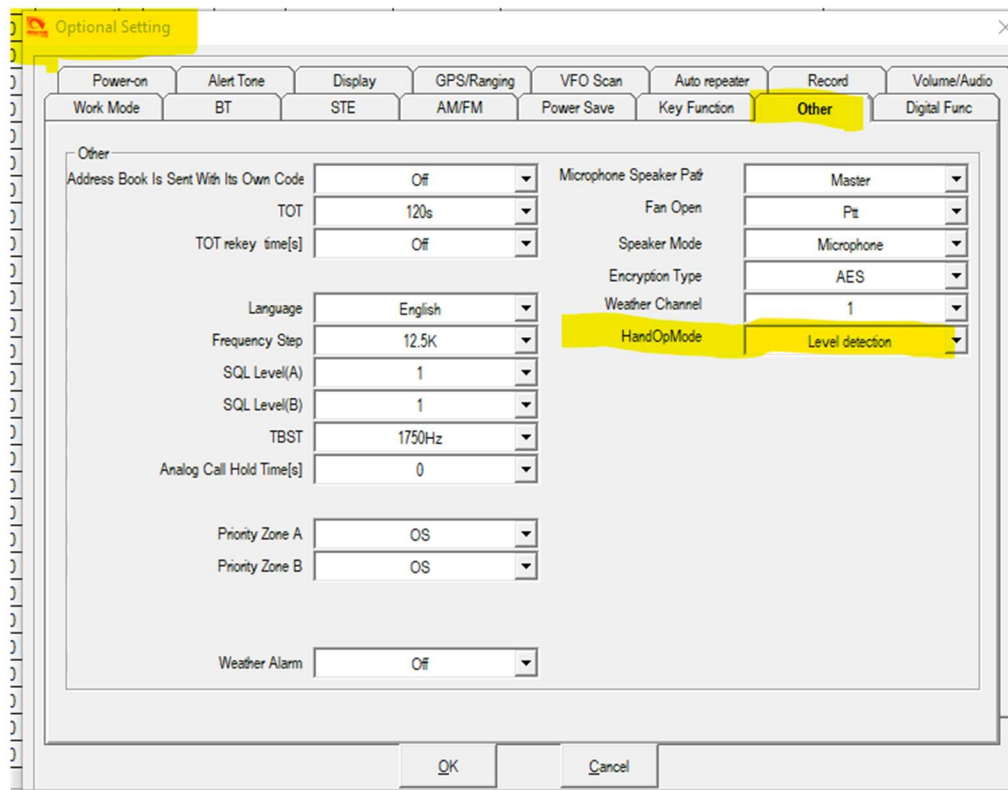 Optional Setting
Power-on Alert Tone Display GPS/Ranging VFO Scan Auto repeater Record Volume/Audio
Work Mode BT STE AM/FM Power Save Key Function Other Digital Func
Other
Address Book Is Sent With Its Own Code Off
TOT 120s
TOT rekey time[s] Off
Language English
Frequency Step 12.5K
SQL Level(A) 1
SQL Level(B) 1
TBST 1750Hz
Analog Call Hold Time[s] 0
Priority Zone A OS
Priority Zone B OS
Weather Alarm Off
Microphone Speaker Path Master
Fan Open Ptt
Speaker Mode Microphone
Encryption Type AES
Weather Channel 1
HandOpMode Level detection
OK Cancel